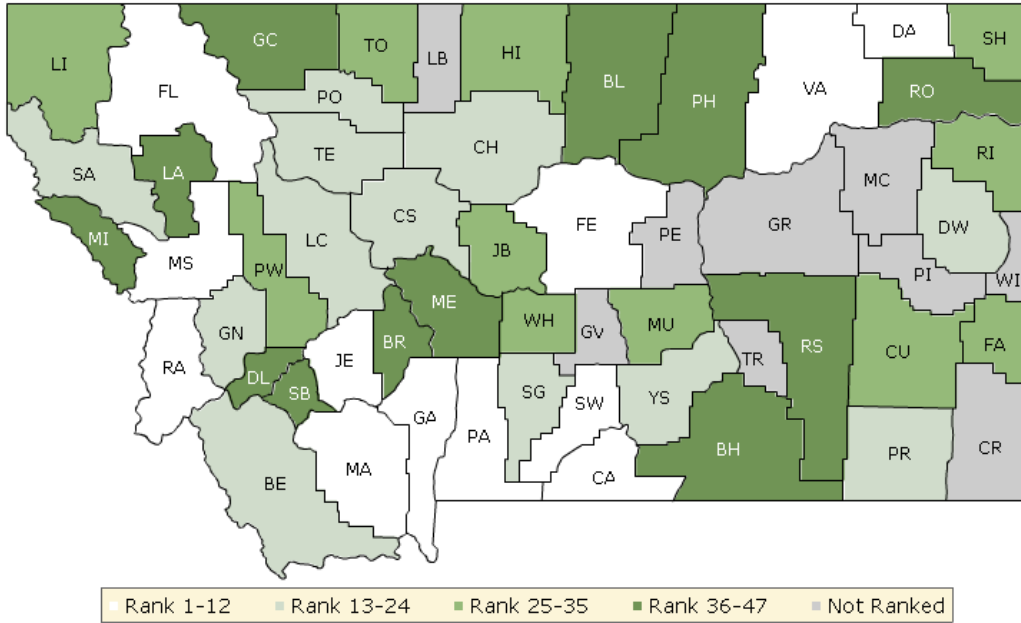 GC
DA
SH
LI
TO
LB
HI
FL
BL
VA
RO
PO
PH
TE
CH
RI
SA
LA
MC
CS
GR
DW
MI
LC
FE
PE
JB
MS
PW
PI
WI
ME
WH
GV
MU
GN
BR
RS
FA
JE
CU
TR
RA
DL
SB
SG
SW
YS
GA
PA
BH
PR
CR
MA
CA
BE
Rank 1-12 Rank 13-24 Rank 25-35 Rank 36-47 Not Ranked